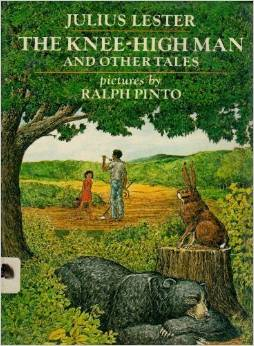 JULIUS LESTER
THE KNEE-HIGH MAN
AND OTHER TALES
pictures by
RALPH PINTO